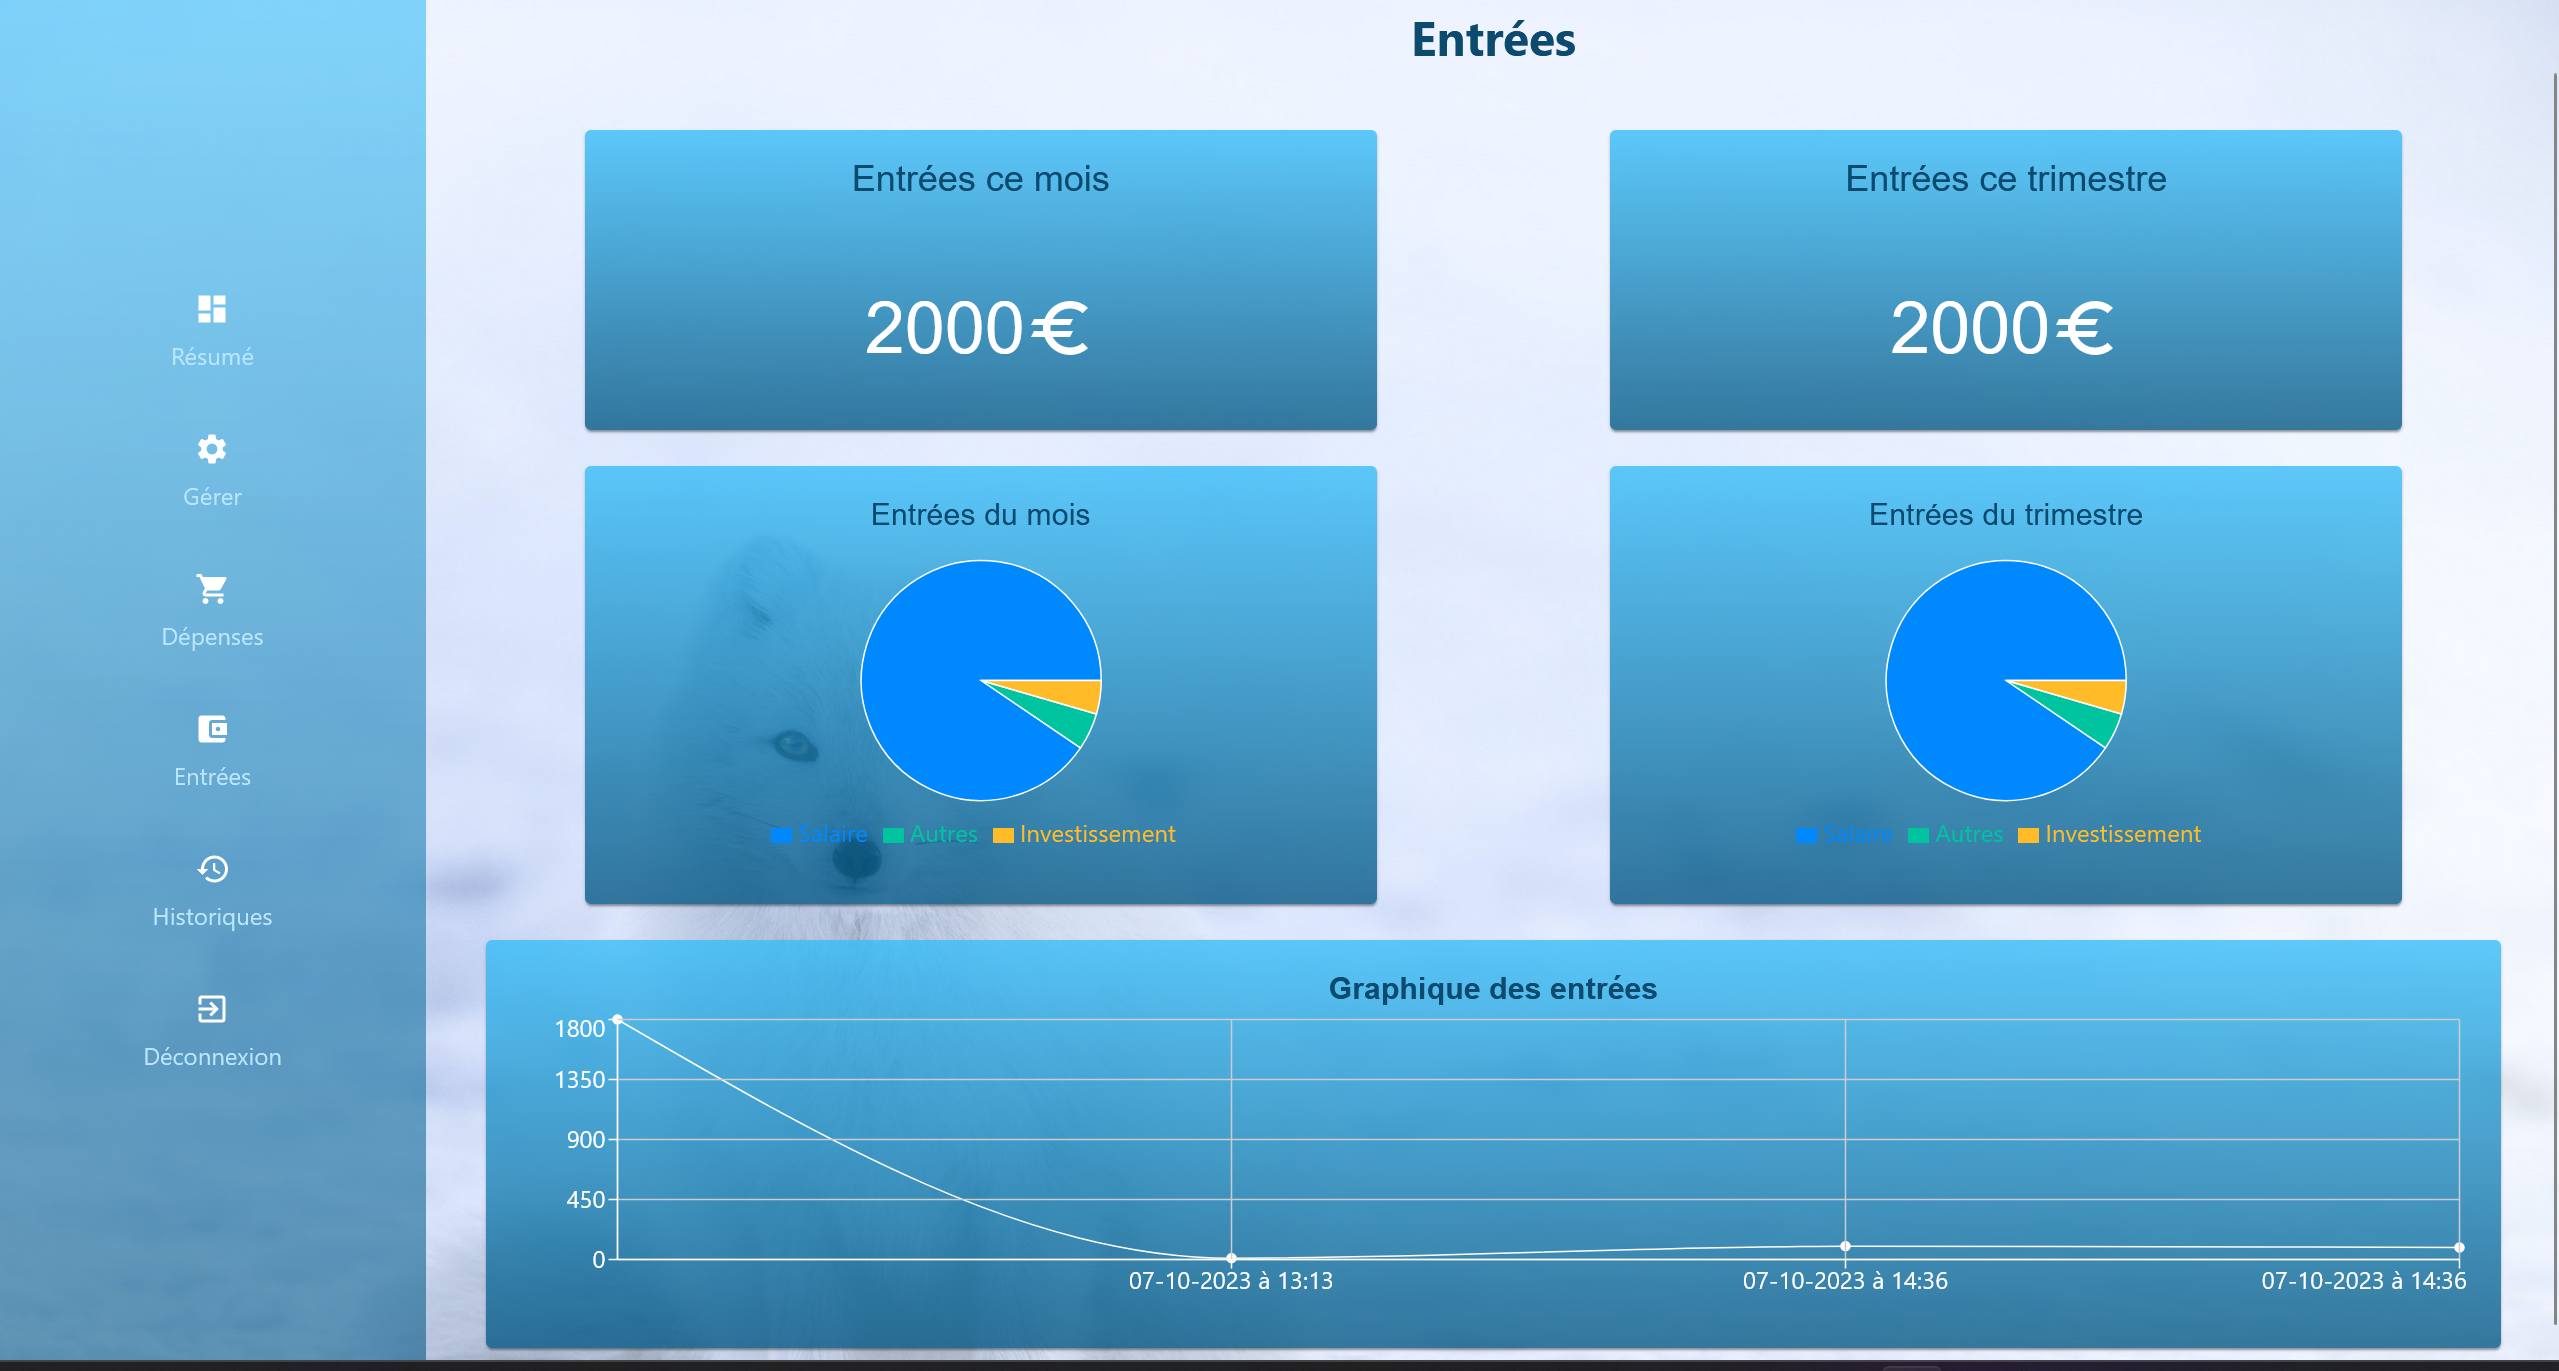 Entrées
Résumé
Gérer
Dépenses
Entrées
Historiques
Déconnexion
Entrées ce mois
2000€
Entrées ce trimestre
2000€
Entrées du mois
Salaire Autres Investissement
Entrées du trimestre
Salaire Autres Investissement
Graphique des entrées
1800
1350
900
450
0
07-10-2023 à 13:13 07-10-2023 à 14:36 07-10-2023 à 14:36